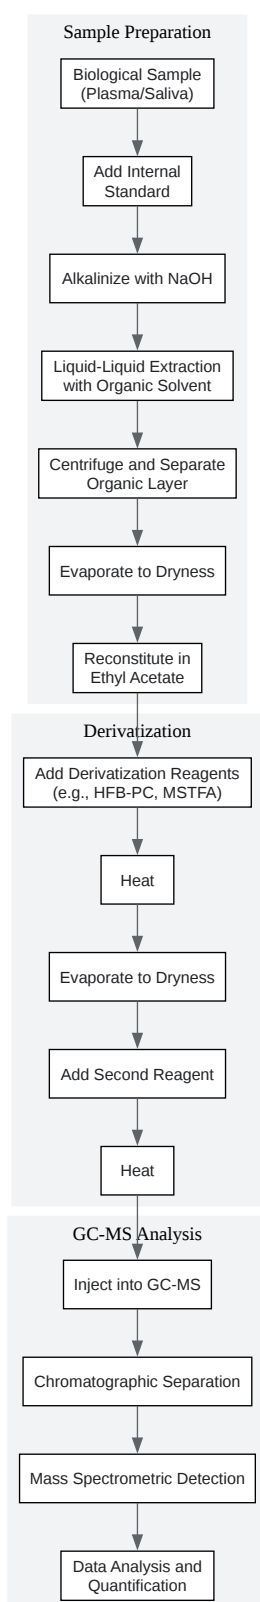 Sample Preparation
Biological Sample
(Plasma/Saliva)
Add Internal
Standard
Alkalinize with NaOH
Liquid-Liquid Extraction
with Organic Solvent
Centrifuge and Separate
Organic Layer
Evaporate to Dryness
Reconstitute in
Ethyl Acetate
Derivatization
Add Derivatization Reagents
(e.g., HFB-PC, MSTFA)
Heat
Evaporate to Dryness
Add Second Reagent
Heat
GC-MS Analysis
Inject into GC-MS
Chromatographic Separation
Mass Spectrometric Detection
Data Analysis and
Quantification